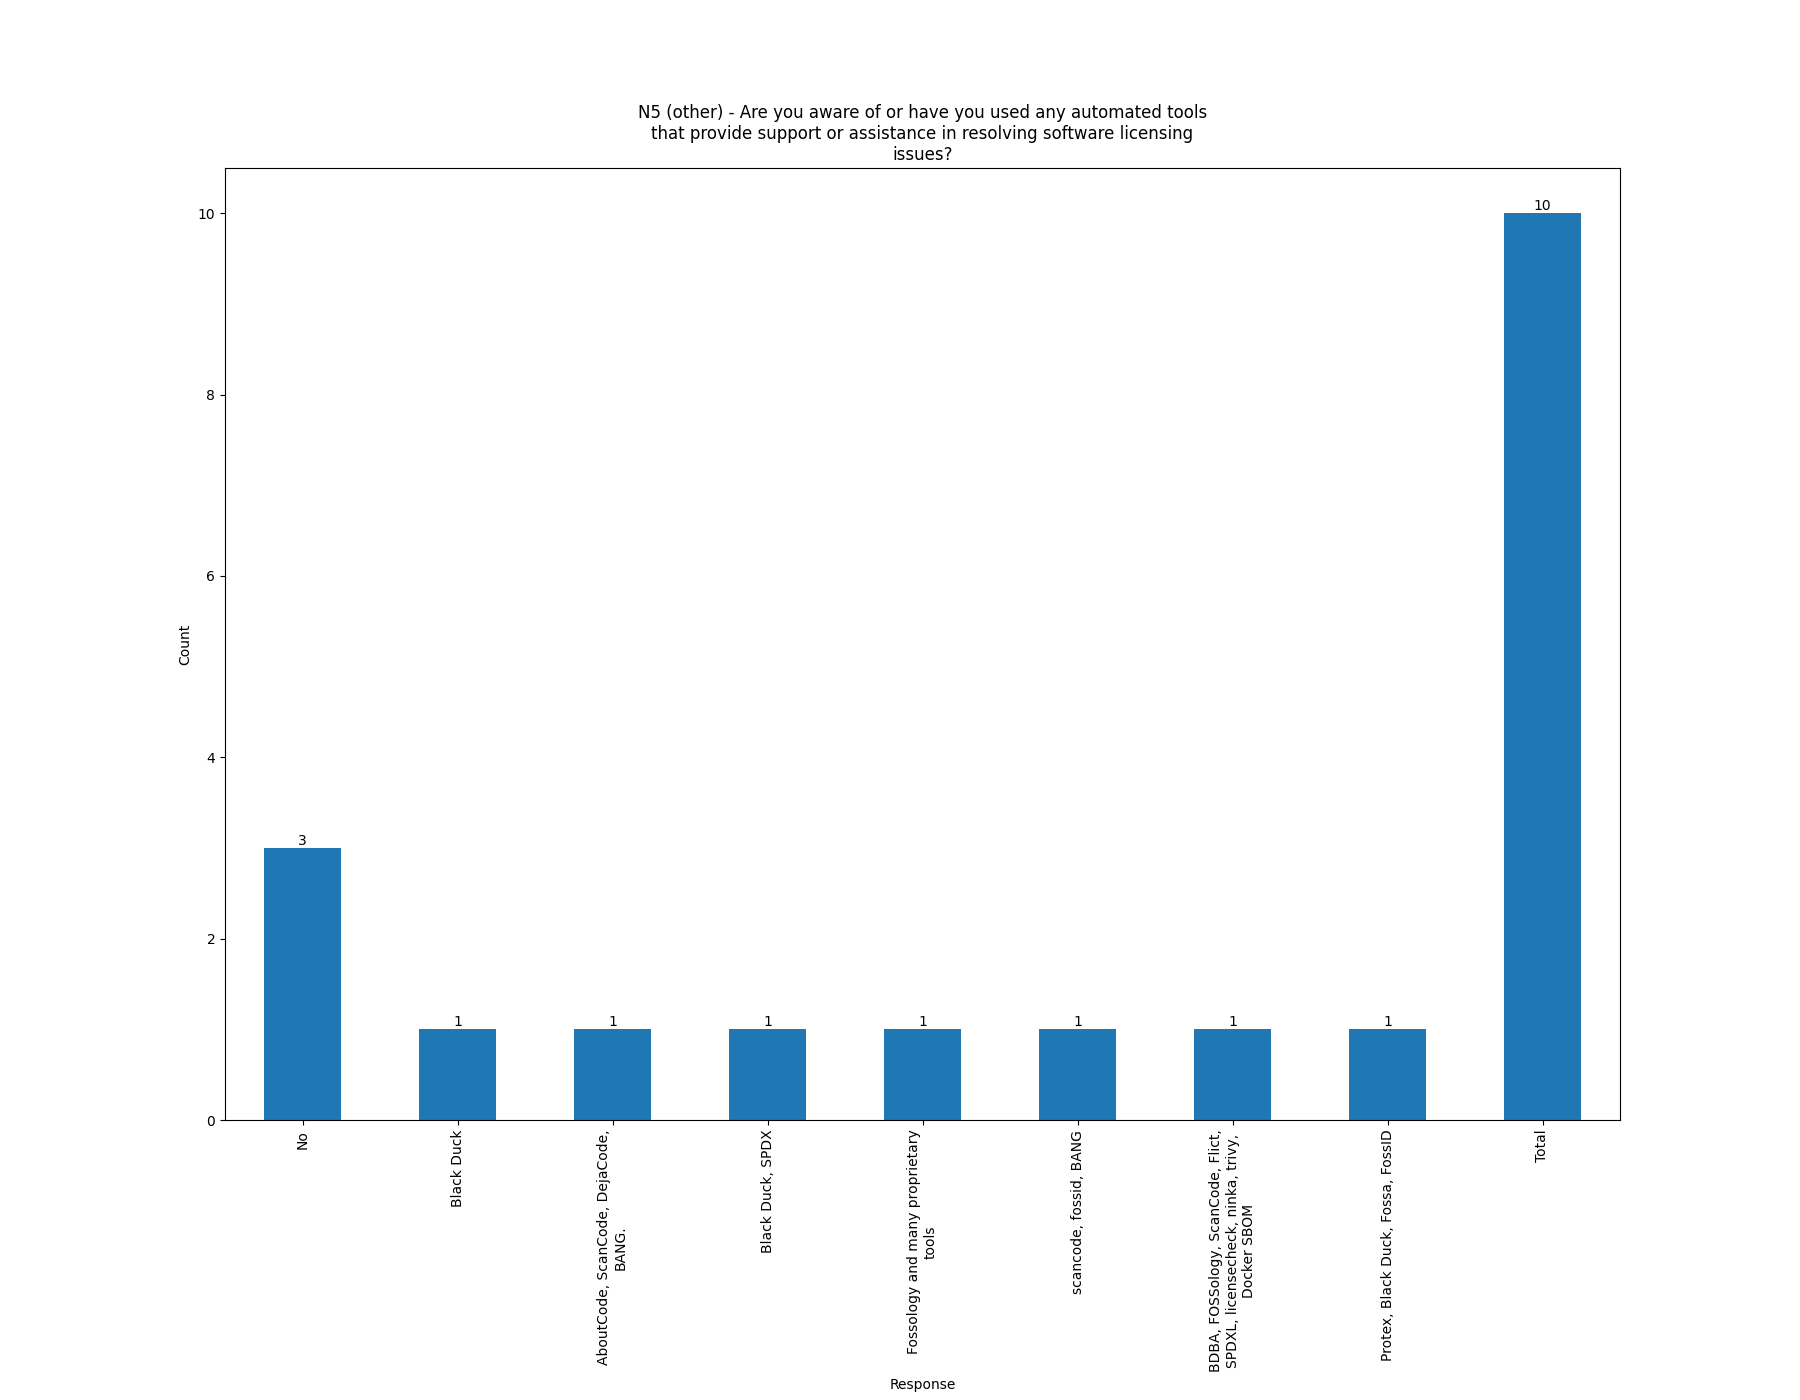 N5 (other) - Are you aware of or have you used any automated tools
that provide support or assistance in resolving software licensing
issues?
10
8
6
4
2
0
Count
3
1
1
1
1
1
1
1
10
No
Black Duck
AboutCode, ScanCode, DejaCode,
BANG.
Black Duck, SPDX
Fossology and many proprietary
tools
scancode, fossid, BANG
BDBA, FOSSology, ScanCode, Flict,
SPDXL, licensecheck, ninka, trivy,
Docker SBOM
Protex, Black Duck, Fossa, FossID
Total
Response